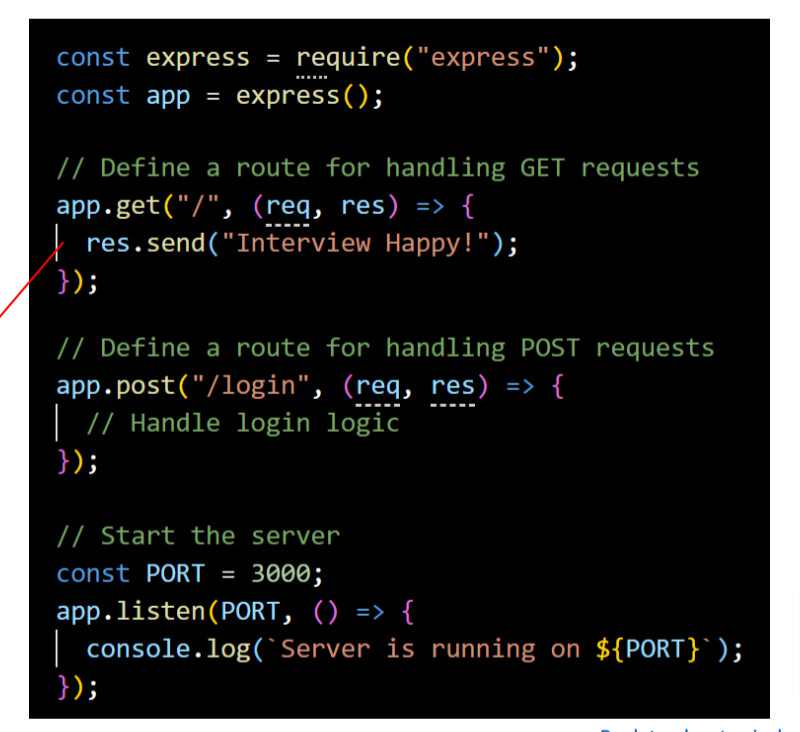 const express = require("express");
const app = express();
// Define a route for handling GET requests
app.get("/", (req, res) => {
res.send("Interview Happy!");
});
// Define a route for handling POST requests
app.post("/login", (req, res) => {
// Handle login logic
});
// Start the server
const PORT = 3000;
app.listen(PORT, () => {
console.log(`Server is running on ${PORT}`);
});